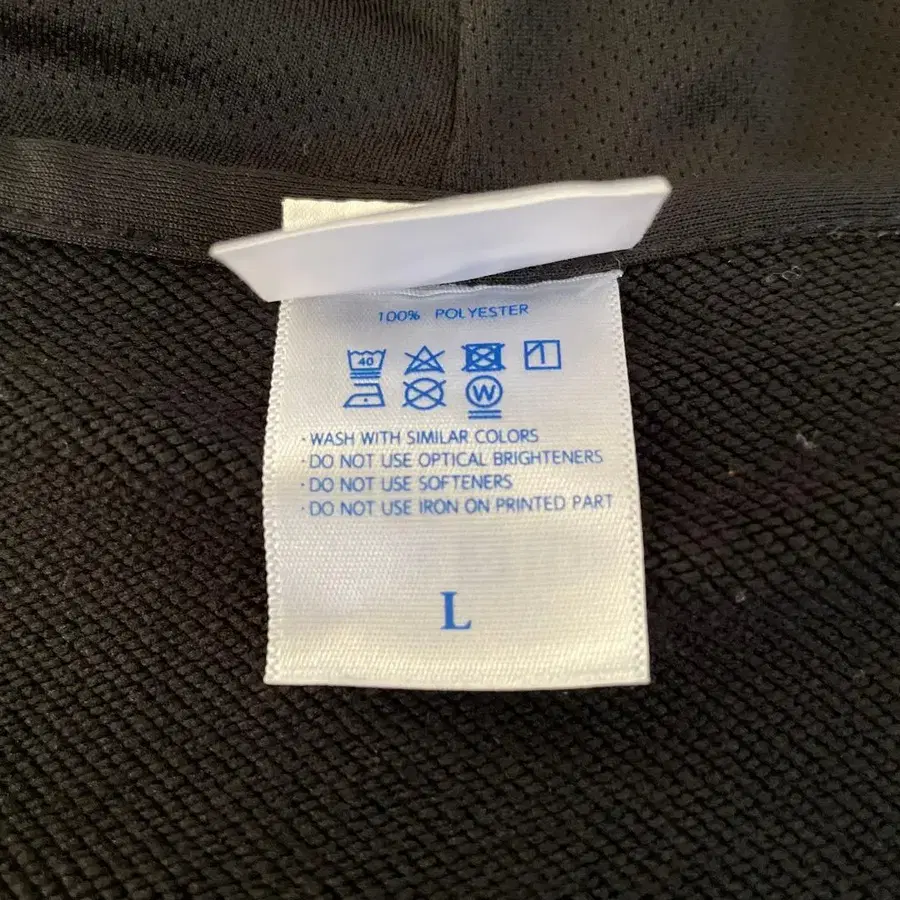 100% POLYESTER
40
W
· WASH WITH SIMILAR COLORS
· DO NOT USE OPTICAL BRIGHTENERS
· DO NOT USE SOFTENERS
· DO NOT USE IRON ON PRINTED PART
L